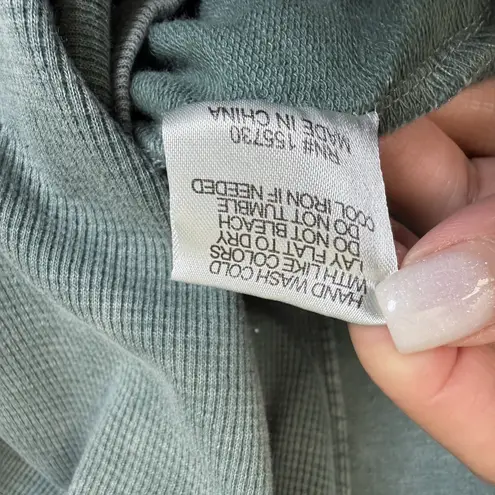 HAND WASH COLD
WITH LIKE COLORS
LAY FLAT TO DRY
DO NOT BLEACH
DO NOT TUMBLE
COOL IRON IF NEEDED
RN# 155730
MADE IN CHINA